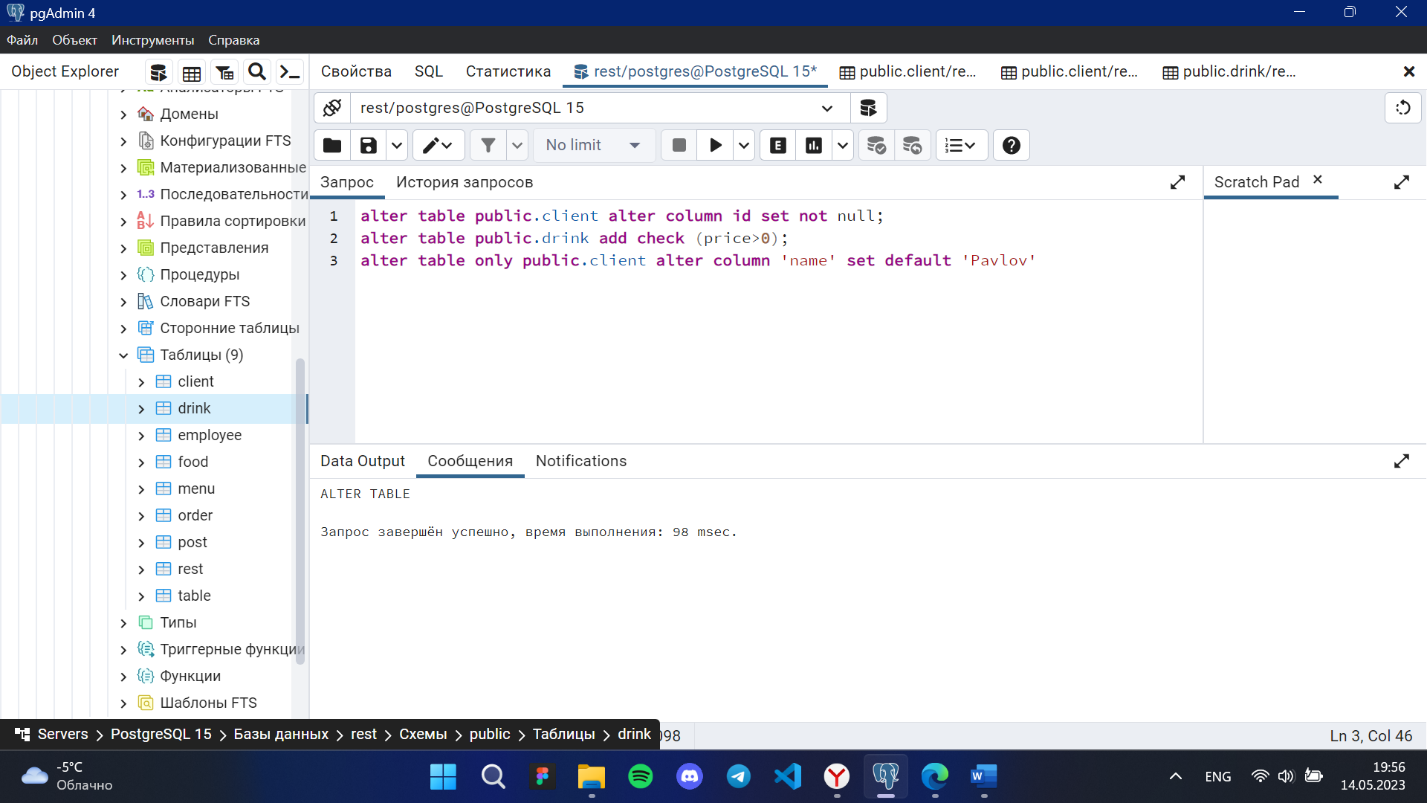 pgAdmin 4
Файл Объект Инструменты Справка
Object Explorer
Свойства SQL Статистика rest/postgres@PostgreSQL 15* public.client/re... public.client/re... public.drink/re...
Анализаторы FTS
Домены
Конфигурации FTS
Материализованные
1..3 Последовательности
Правила сортировки
Представления
Процедуры
Словари FTS
Сторонние таблицы
Таблицы (9)
client
drink
employee
food
menu
order
post
rest
table
Типы
Триггерные функции
Функции
Шаблоны FTS
rest/postgres@PostgreSQL 15
No limit
E
Запрос История запросов
Scratch Pad
1 alter table public.client alter column id set not null;
2 alter table public.drink add check (price>0);
3 alter table only public.client alter column 'name' set default 'Pavlov'
Data Output Сообщения Notifications
ALTER TABLE
Запрос завершён успешно, время выполнения: 98 msec.
Servers > PostgreSQL 15 > Базы данных > rest > Схемы > public > Таблицы > drink
098
Ln 3, Col 46
-5°C
Облачно
ENG
19:56
14.05.2023